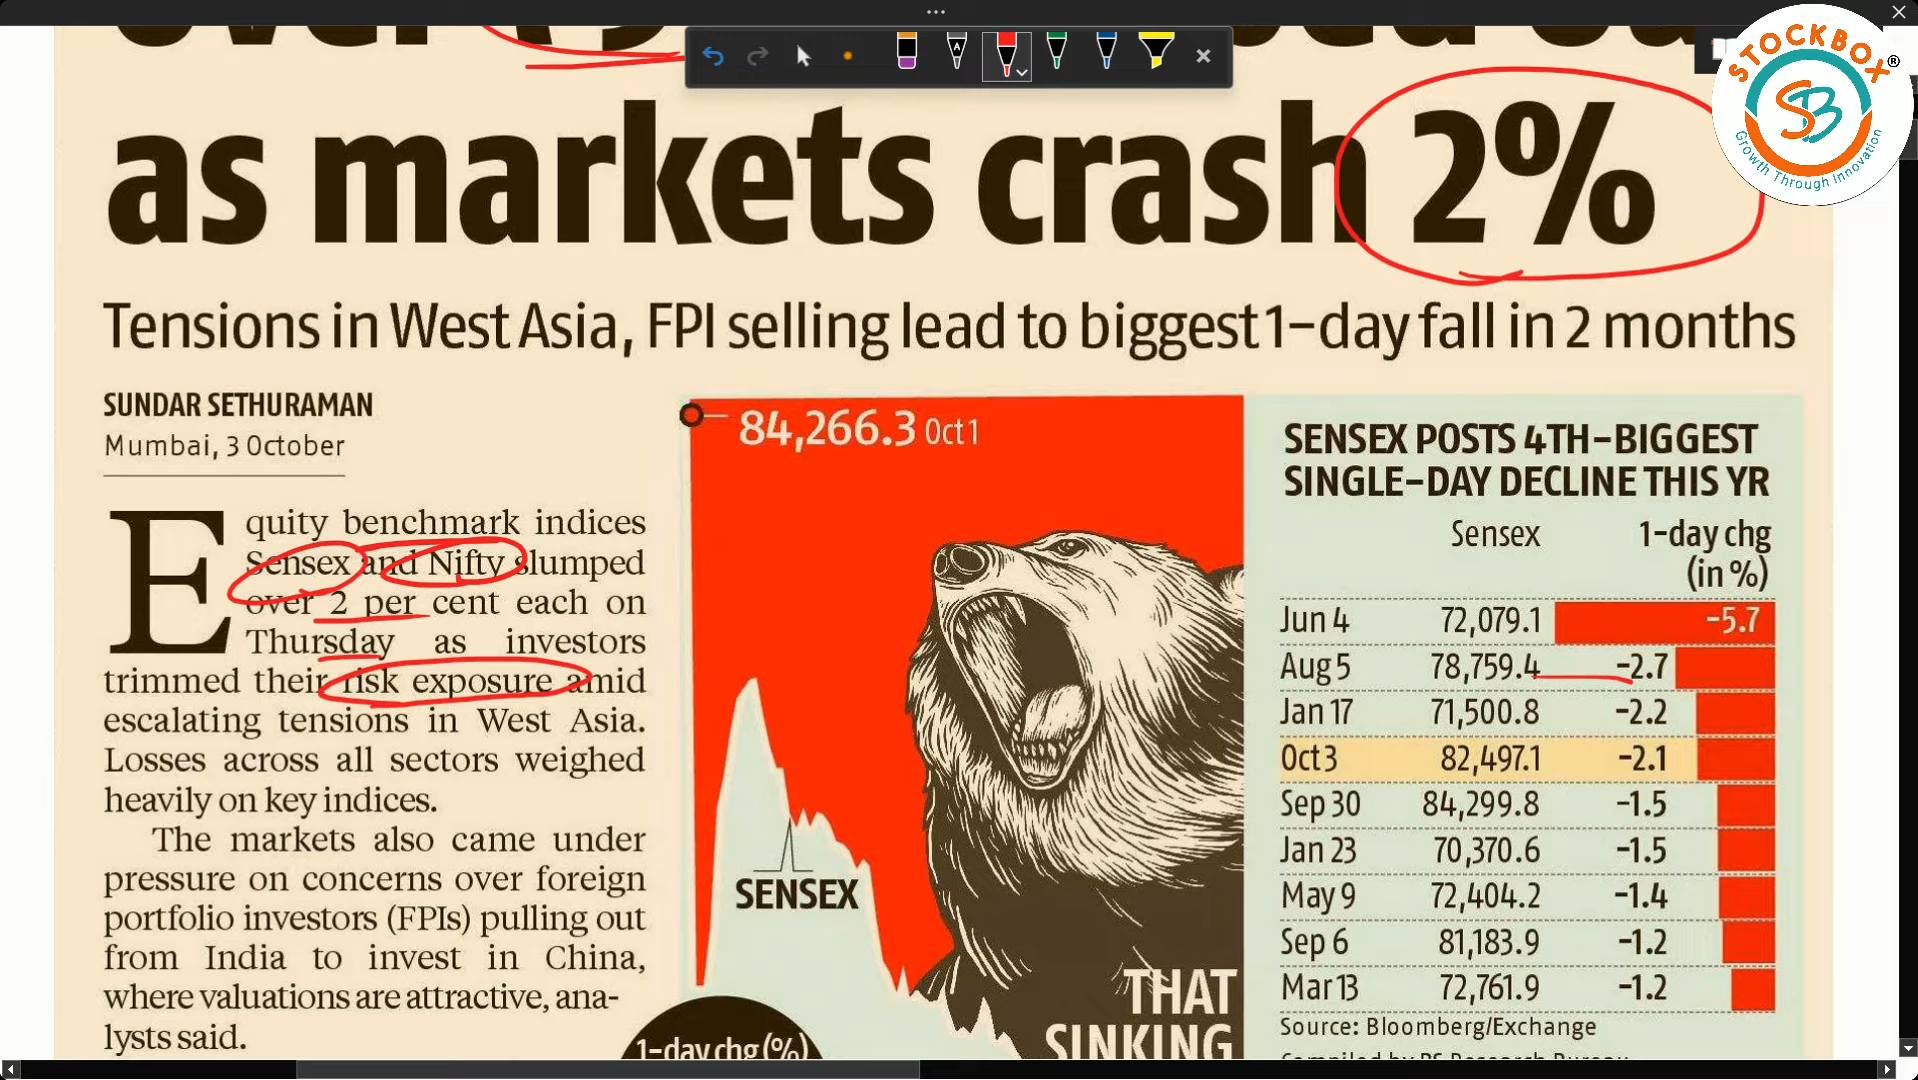 as markets crash 2%
Tensions in West Asia, FPI selling lead to biggest 1-day fall in 2 months
SUNDAR SETHURAMAN
Mumbai, 3 October
Equity benchmark indices
Sensex and Nifty slumped
over 2 per cent each on
Thursday as investors
trimmed their risk exposure amid
escalating tensions in West Asia.
Losses across all sectors weighed
heavily on key indices.
The markets also came under
pressure on concerns over foreign
portfolio investors (FPIs) pulling out
from India to invest in China,
where valuations are attractive, ana-
lysts said.
84,266.3 Oct 1
SENSEX
THAT
SINKING
1-day chg (%)
SENSEX POSTS 4TH-BIGGEST
SINGLE-DAY DECLINE THIS YR
Sensex 1-day chg
(in %)
Jun 4 72,079.1 -5.7
Aug 5 78,759.4 -2.7
Jan 17 71,500.8 -2.2
Oct 3 82,497.1 -2.1
Sep 30 84,299.8 -1.5
Jan 23 70,370.6 -1.5
May 9 72,404.2 -1.4
Sep 6 81,183.9 -1.2
Mar 13 72,761.9 -1.2
Source: Bloomberg/Exchange
Compiled by BS Research Bureau
STOCKBOX ®
SB
Growth Through Innovation